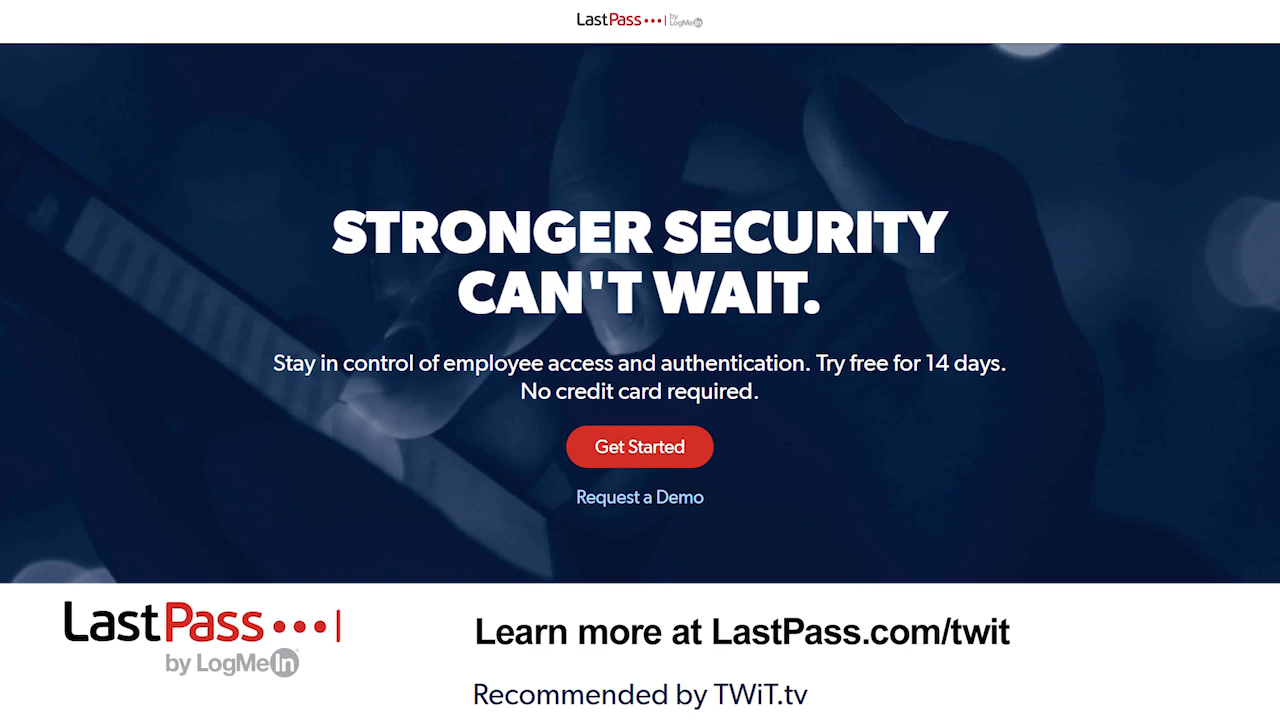 LastPass by LogMeIn
STRONGER SECURITY
CAN'T WAIT.
Stay in control of employee access and authentication. Try free for 14 days.
No credit card required.
Get Started
Request a Demo
LastPass
by LogMeIn
Learn more at LastPass.com/twit
Recommended by TWiT.tv